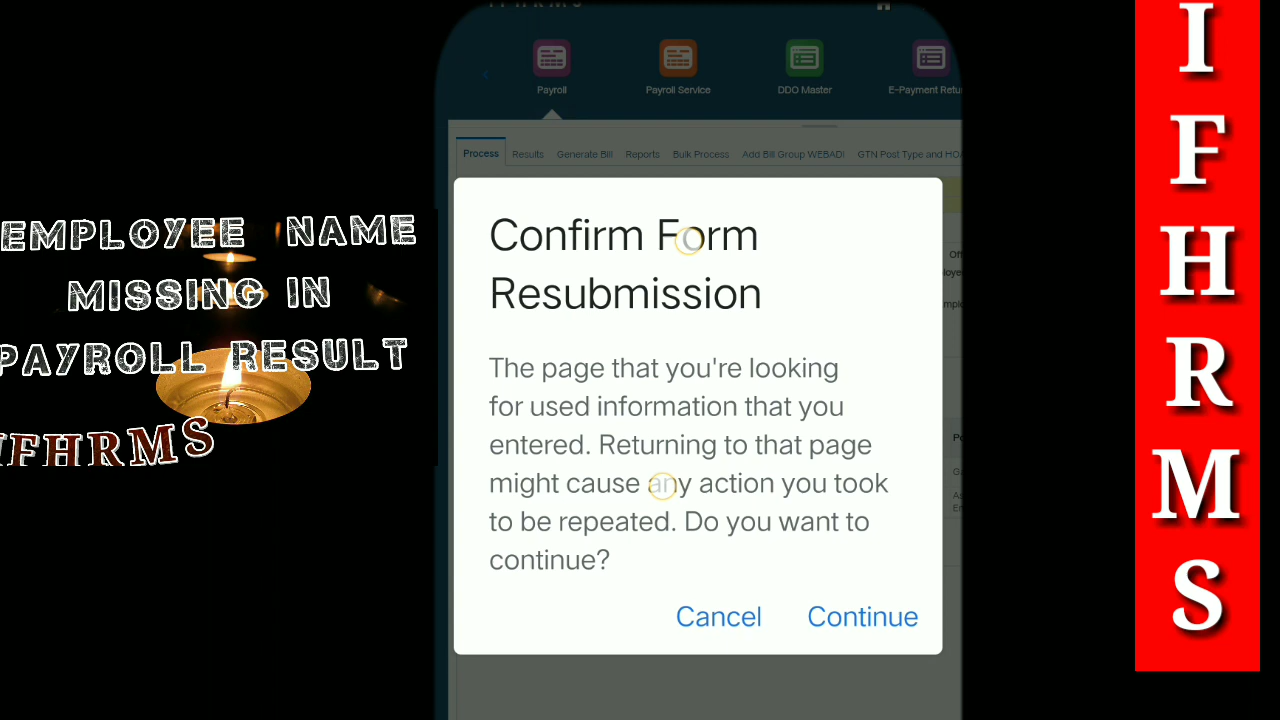 EMPLOYEE NAME
MISSING IN
PAYROLL RESULT
IFHRMS
Payroll
Payroll Service
DDO Master
E-Payment
Process
Results
Generate Bill
Reports
Bulk Process
Add Bill Group WEBADI
GTN Post Type and
Confirm Form
Resubmission
The page that you're looking
for used information that you
entered. Returning to that page
might cause any action you took
to be repeated. Do you want to
continue?
Cancel
Continue
I
F
H
R
M
S